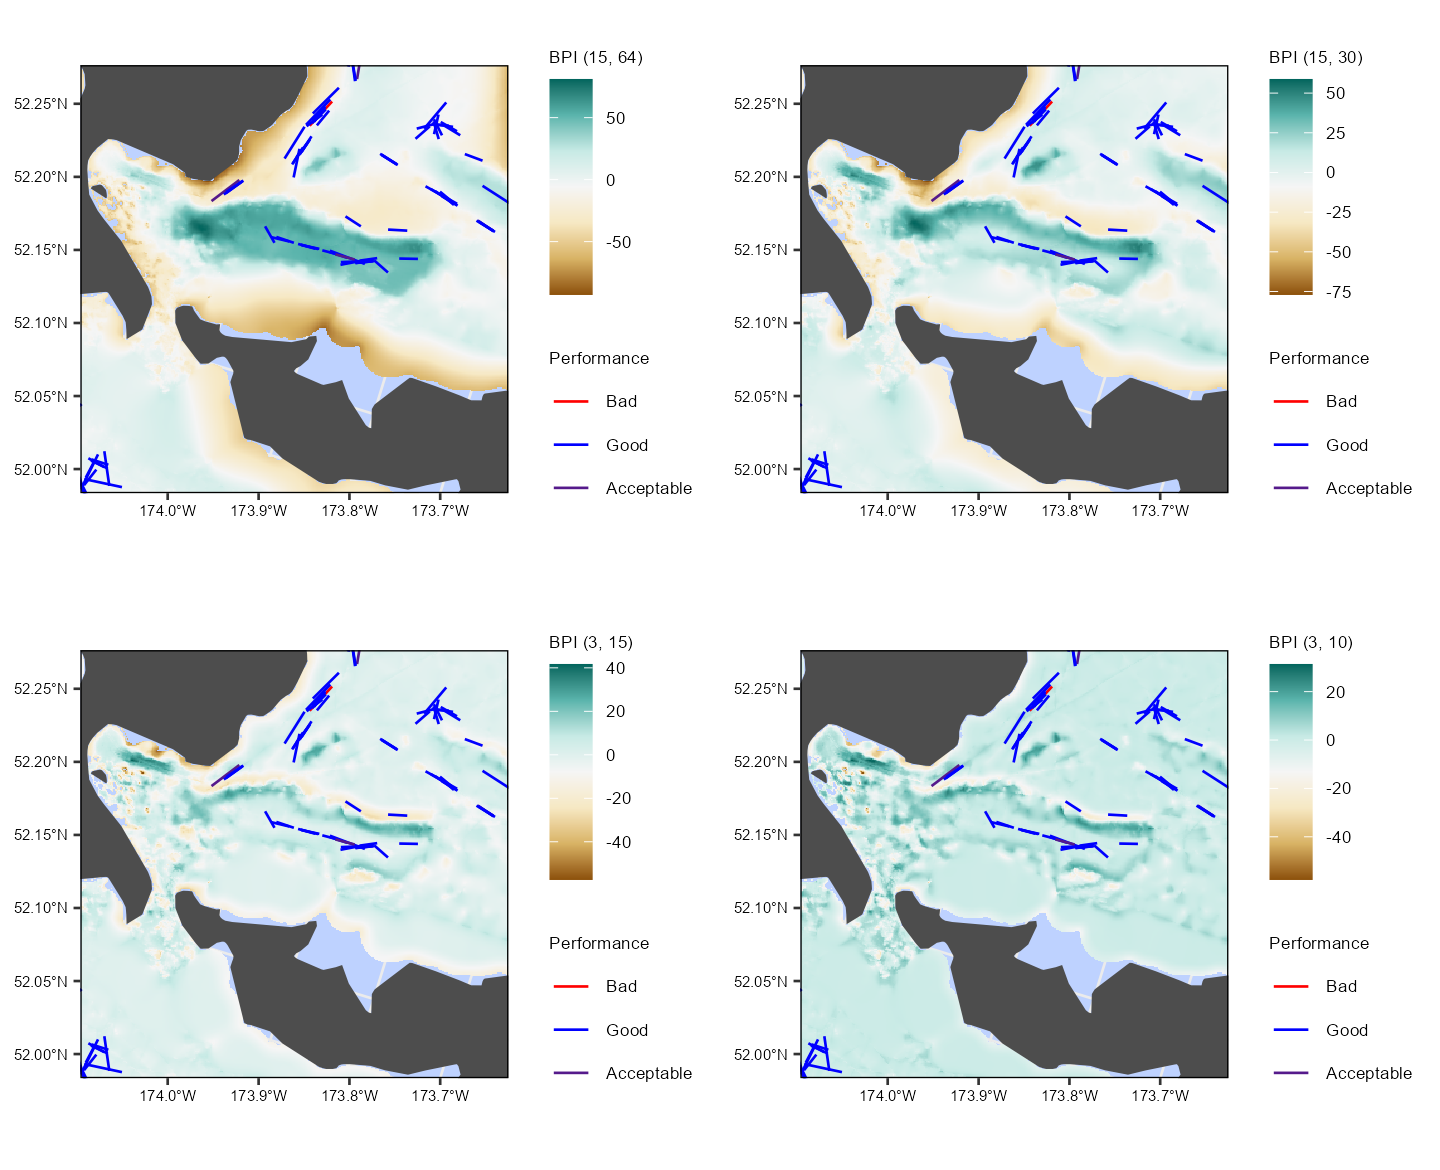 BPI (15, 64)
52.25°N
52.20°N
52.15°N
52.10°N
52.05°N
52.00°N
174.0°W 173.9°W 173.8°W 173.7°W
50
0
-50
Performance
Bad
Good
Acceptable
BPI (15, 30)
52.25°N
52.20°N
52.15°N
52.10°N
52.05°N
52.00°N
174.0°W 173.9°W 173.8°W 173.7°W
50
25
0
-25
-50
-75
Performance
Bad
Good
Acceptable
BPI (3, 15)
52.25°N
52.20°N
52.15°N
52.10°N
52.05°N
52.00°N
174.0°W 173.9°W 173.8°W 173.7°W
40
20
0
-20
-40
Performance
Bad
Good
Acceptable
BPI (3, 10)
52.25°N
52.20°N
52.15°N
52.10°N
52.05°N
52.00°N
174.0°W 173.9°W 173.8°W 173.7°W
20
0
-20
-40
Performance
Bad
Good
Acceptable